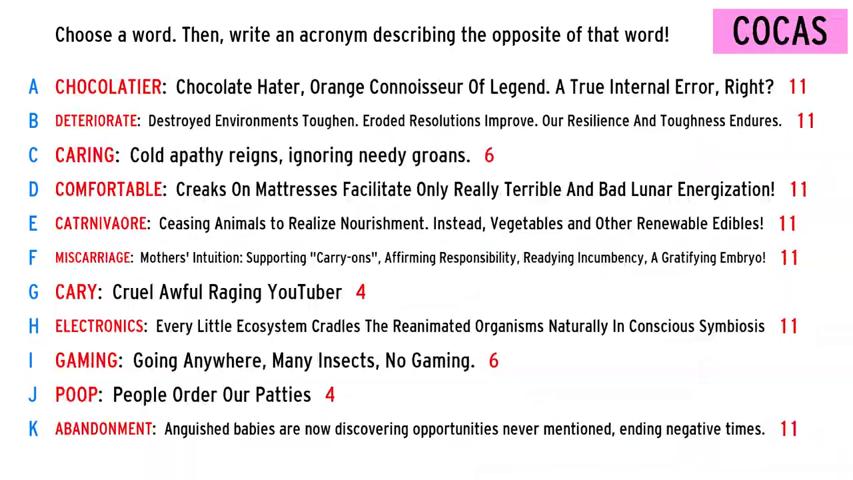 Choose a word. Then, write an acronym describing the opposite of that word!
COCAS
A CHOCOLATIER: Chocolate Hater, Orange Connoisseur Of Legend. A True Internal Error, Right? 11
B DETERIORATE: Destroyed Environments Toughen. Eroded Resolutions Improve. Our Resilience And Toughness Endures. 11
C CARING: Cold apathy reigns, ignoring needy groans. 6
D COMFORTABLE: Creaks On Mattresses Facilitate Only Really Terrible And Bad Lunar Energization! 11
E CATRNIVAORE: Ceasing Animals to Realize Nourishment. Instead, Vegetables and Other Renewable Edibles! 11
F MISCARRIAGE: Mothers' Intuition: Supporting "Carry-ons", Affirming Responsibility, Readying Incumbency, A Gratifying Embryo! 11
G CARY: Cruel Awful Raging YouTuber 4
H ELECTRONICS: Every Little Ecosystem Cradles The Reanimated Organisms Naturally In Conscious Symbiosis 11
I GAMING: Going Anywhere, Many Insects, No Gaming. 6
J POOP: People Order Our Patties 4
K ABANDONMENT: Anguished babies are now discovering opportunities never mentioned, ending negative times. 11